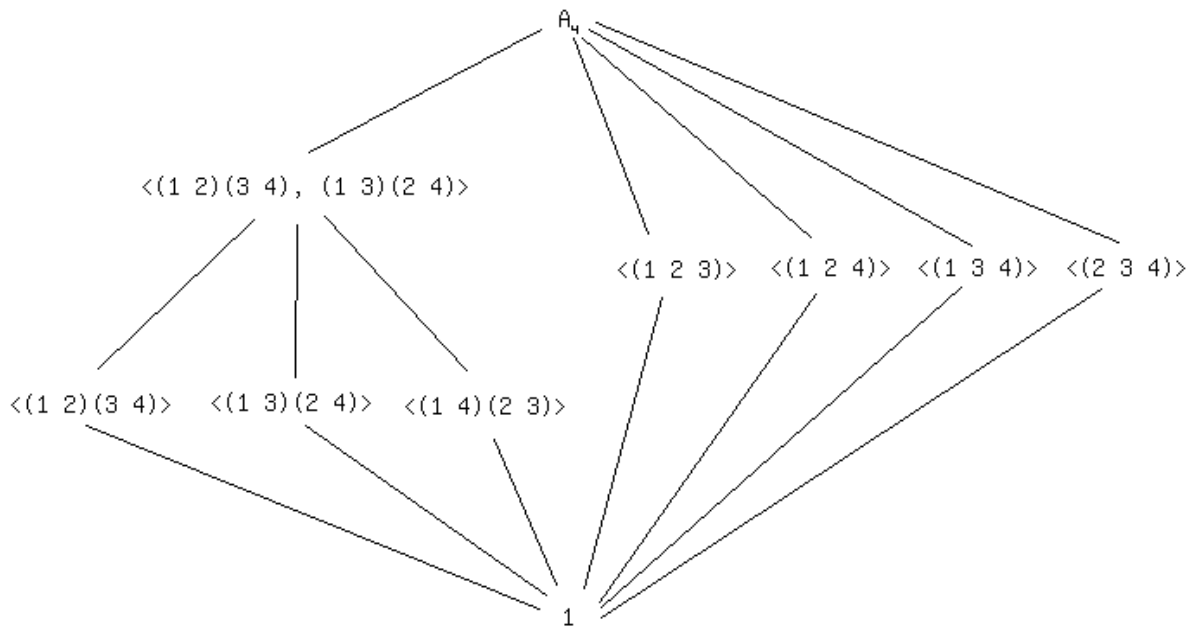 A₄
<(1 2)(3 4), (1 3)(2 4)>
<(1 2 3)> <(1 2 4)> <(1 3 4)> <(2 3 4)>
<(1 2)(3 4)> <(1 3)(2 4)> <(1 4)(2 3)>
1